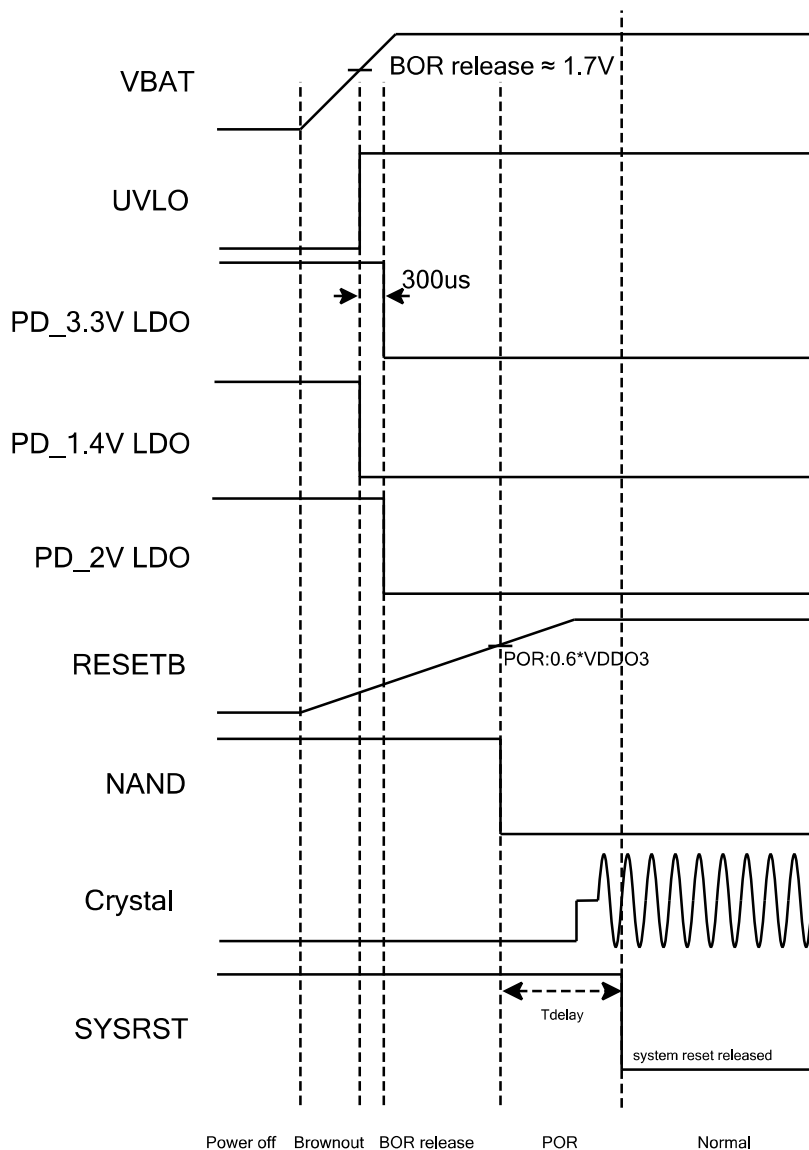 VBAT
BOR release ≈ 1.7V
UVLO
300us
PD_3.3V LDO
PD_1.4V LDO
PD_2V LDO
RESETB
POR:0.6*VDDO3
NAND
Crystal
Tdelay
SYSRST
system reset released
Power off Brownout BOR release POR Normal